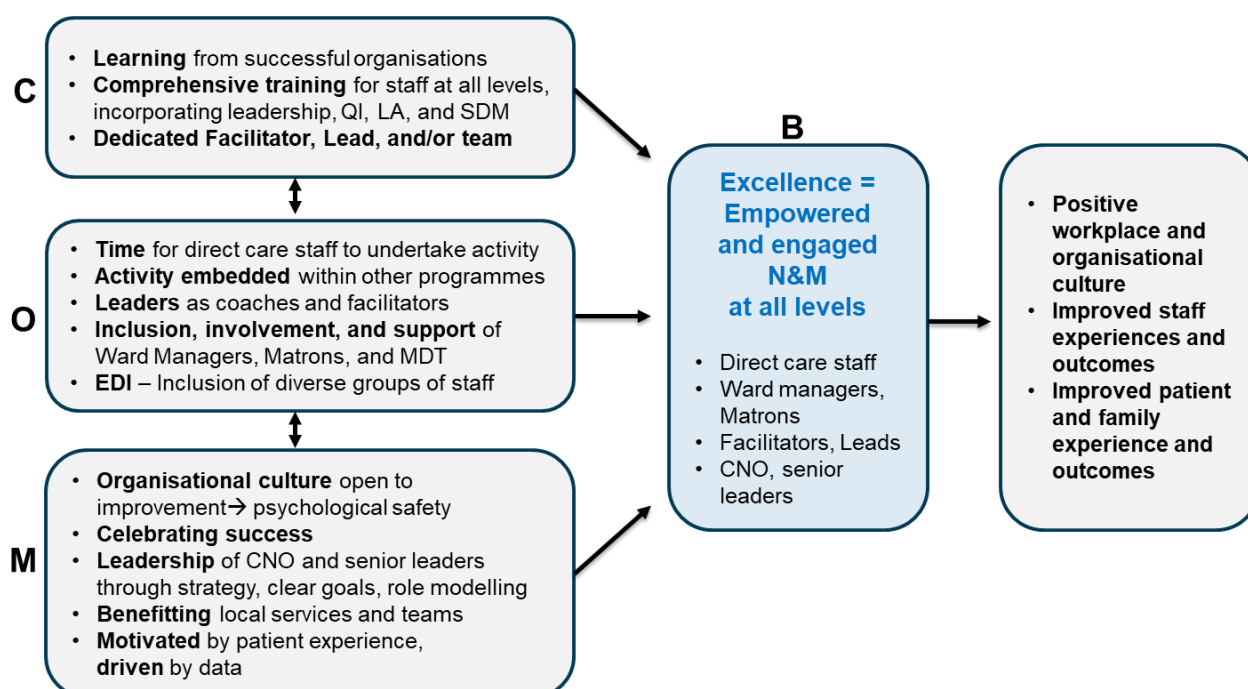 C
• Learning from successful organisations
• Comprehensive training for staff at all levels,
incorporating leadership, QI, LA, and SDM
• Dedicated Facilitator, Lead, and/or team
O
• Time for direct care staff to undertake activity
• Activity embedded within other programmes
• Leaders as coaches and facilitators
• Inclusion, involvement, and support of
Ward Managers, Matrons, and MDT
• EDI – Inclusion of diverse groups of staff
M
• Organisational culture open to
improvement→ psychological safety
• Celebrating success
• Leadership of CNO and senior leaders
through strategy, clear goals, role modelling
• Benefitting local services and teams
• Motivated by patient experience,
driven by data
B
Excellence =
Empowered
and engaged
N&M
at all levels
• Direct care staff
• Ward managers,
Matrons
• Facilitators, Leads
• CNO, senior
leaders
• Positive
workplace and
organisational
culture
• Improved staff
experiences and
outcomes
• Improved patient
and family
experience and
outcomes